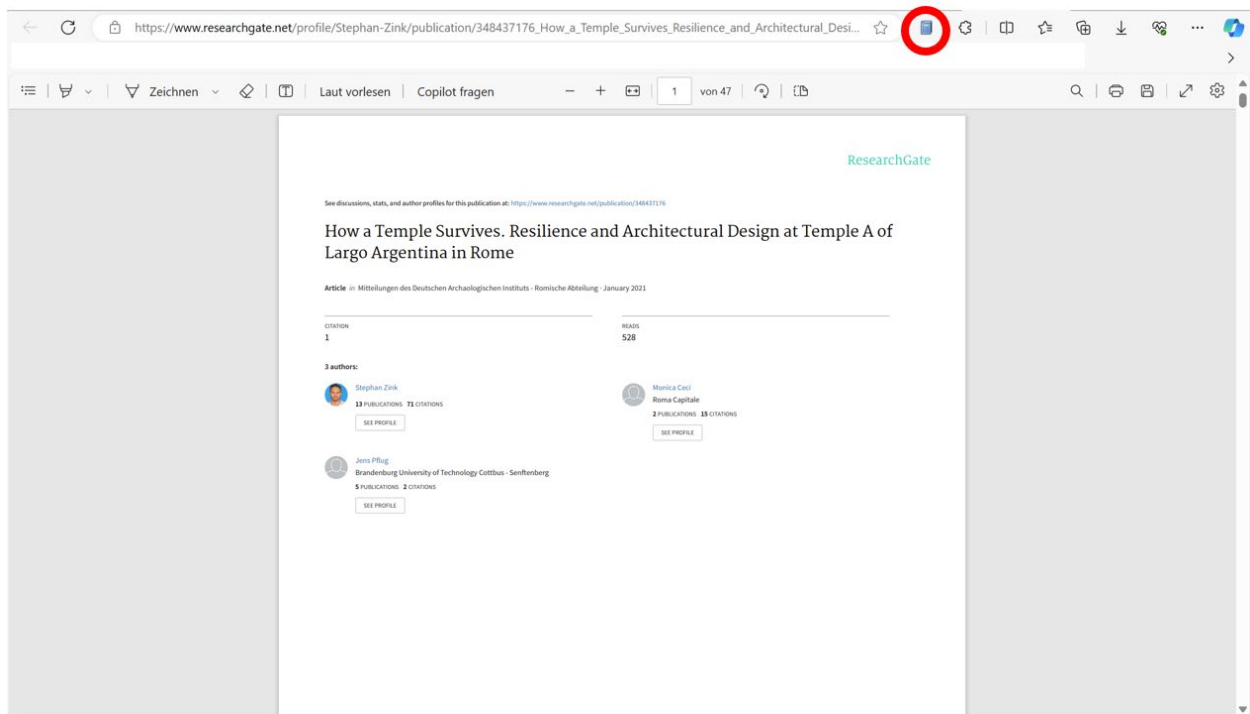 https://www.researchgate.net/profile/Stephan-Zink/publication/348437176_How_a_Temple_Survives_Resilience_and_Architectural_Desi...
Zeichnen
Laut vorlesen
Copilot fragen
1 von 47
ResearchGate
See discussions, stats, and author profiles for this publication at: https://www.researchgate.net/publication/348437176
How a Temple Survives. Resilience and Architectural Design at Temple A of
Largo Argentina in Rome
Article in Mitteilungen des Deutschen Archaologischen Instituts - Romische Abteilung · January 2021
CITATION
1
READS
528
3 authors:
Stephan Zink
13 PUBLICATIONS 71 CITATIONS
SEE PROFILE
Monica Ceci
Roma Capitale
2 PUBLICATIONS 15 CITATIONS
SEE PROFILE
Jens Pflug
Brandenburg University of Technology Cottbus - Senftenberg
5 PUBLICATIONS 2 CITATIONS
SEE PROFILE